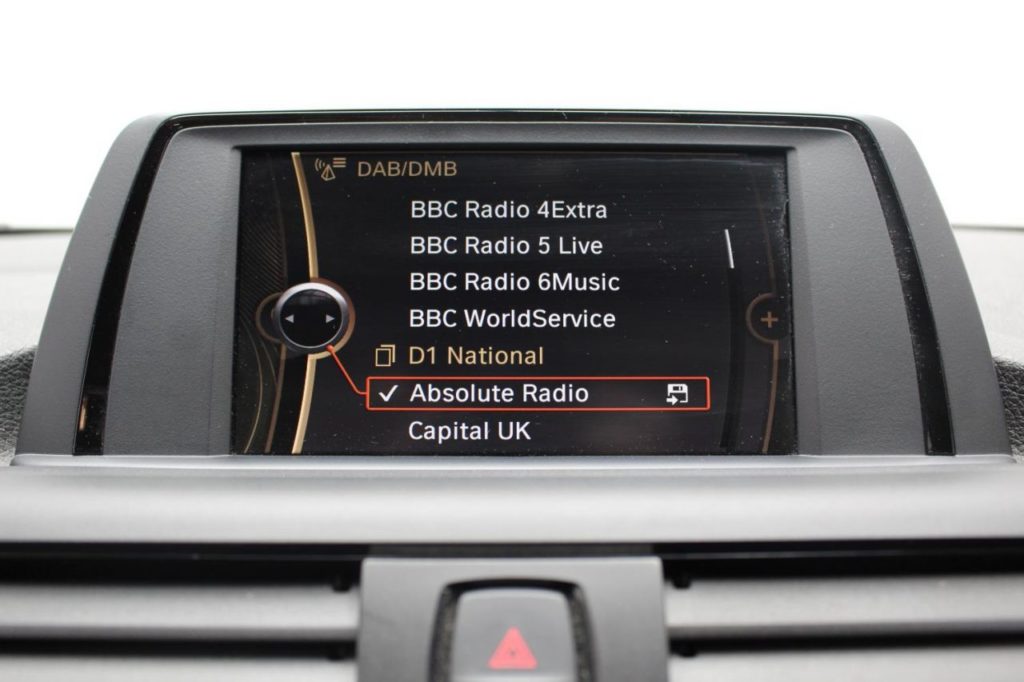 DAB/DMB
BBC Radio 4Extra
BBC Radio 5 Live
BBC Radio 6Music
BBC WorldService
D1 National
Absolute Radio
Capital UK